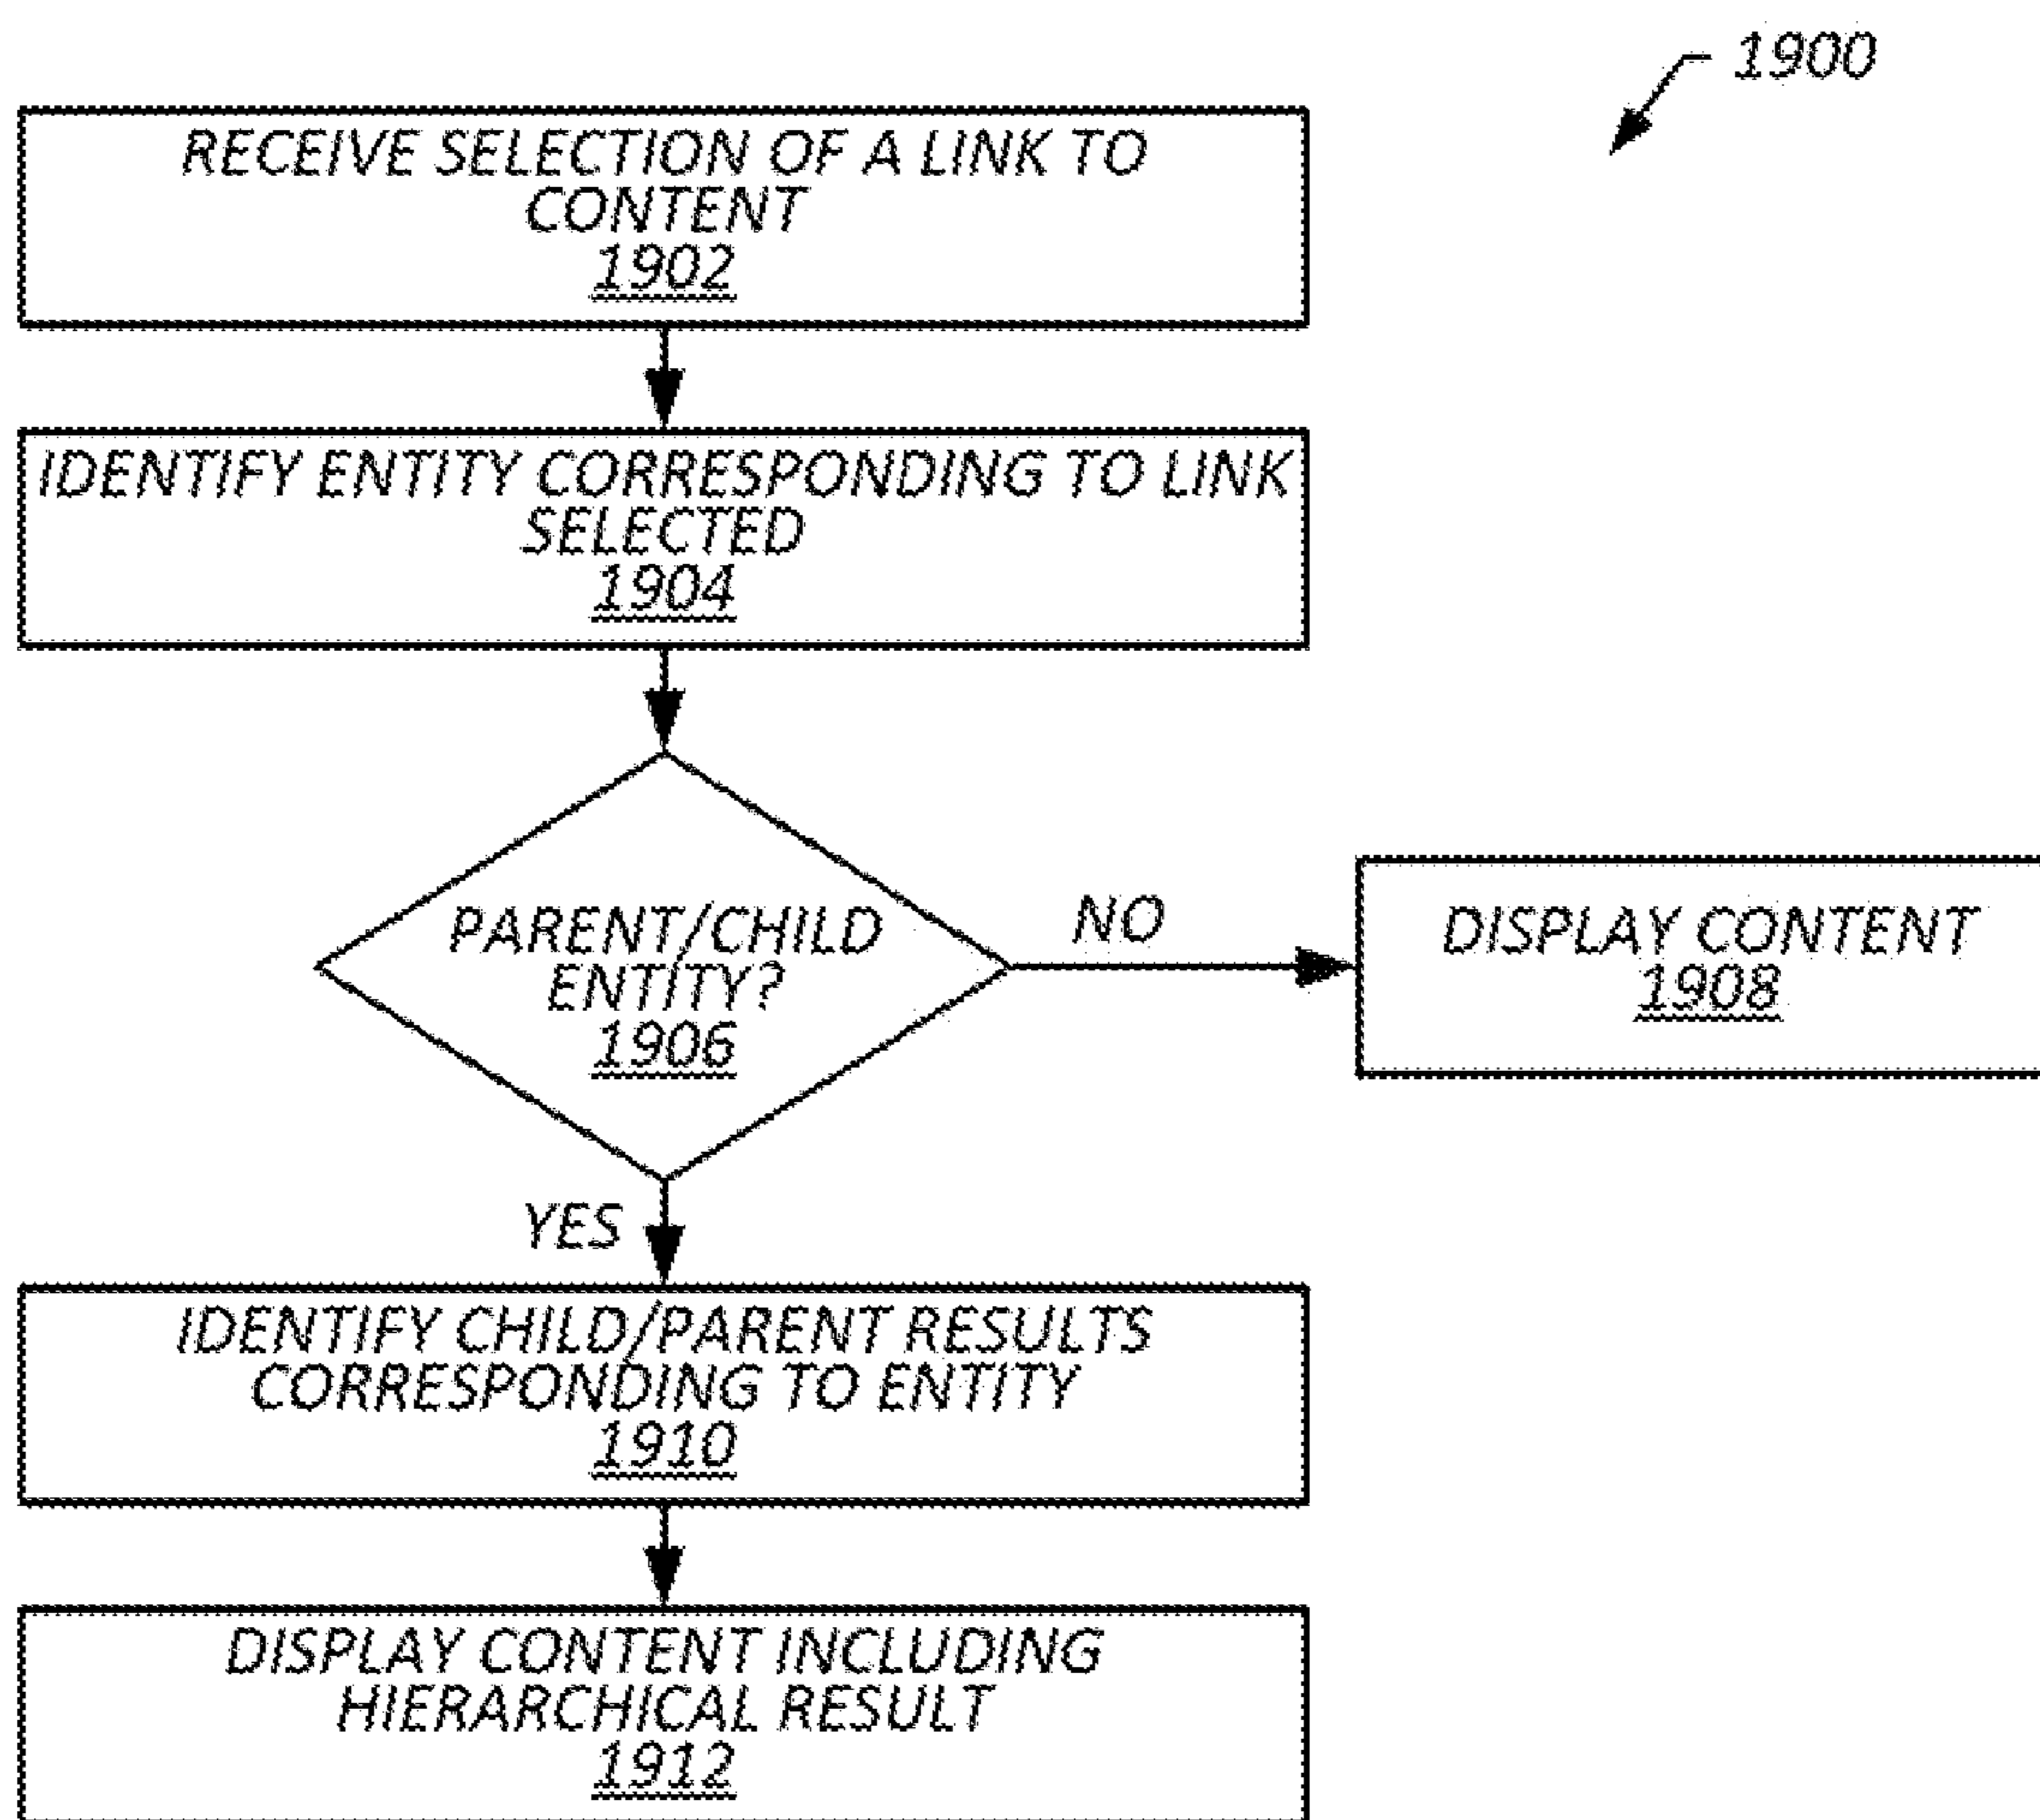 1900
RECEIVE SELECTION OF A LINK TO
CONTENT
1902
IDENTIFY ENTITY CORRESPONDING TO LINK
SELECTED
1904
PARENT/CHILD
ENTITY?
1906
NO
DISPLAY CONTENT
1908
YES
IDENTIFY CHILD/PARENT RESULTS
CORRESPONDING TO ENTITY
1910
DISPLAY CONTENT INCLUDING
HIERARCHICAL RESULT
1912